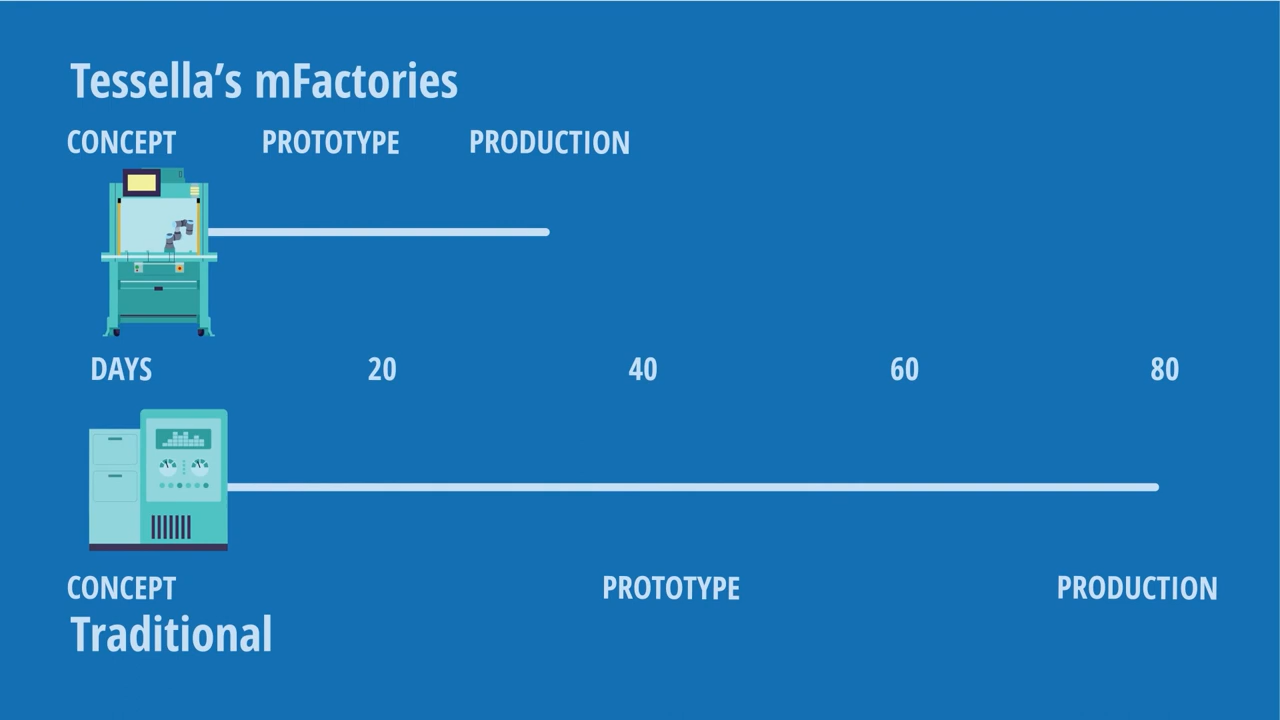 Tessella’s mFactories
CONCEPT PROTOTYPE PRODUCTION
DAYS 20 40 60 80
CONCEPT PROTOTYPE PRODUCTION
Traditional